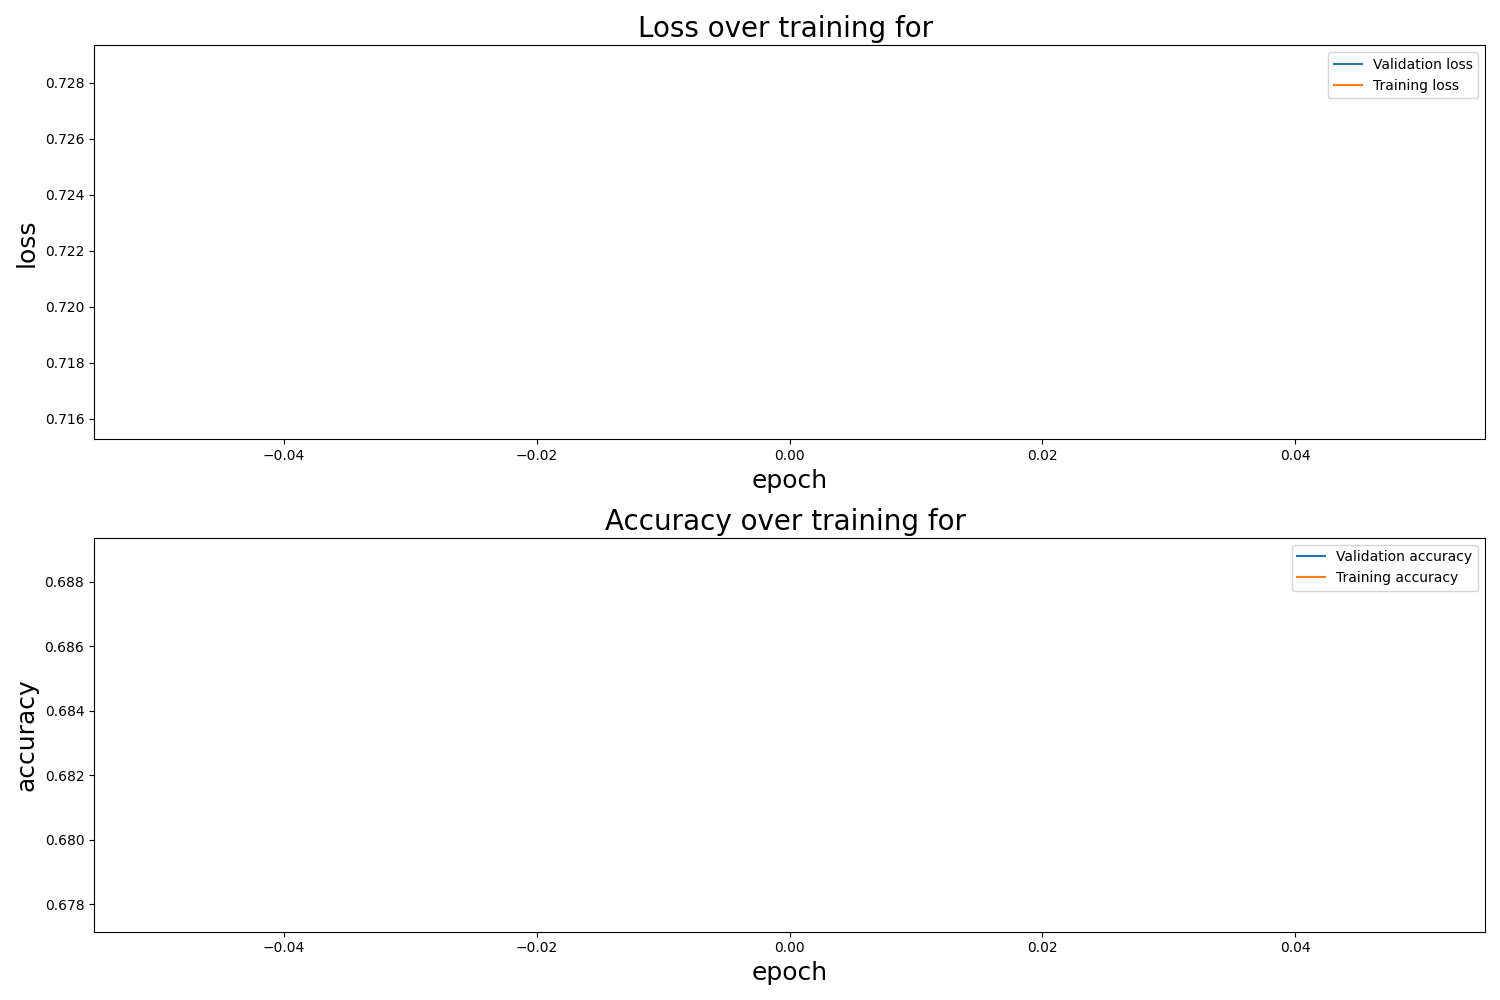 Loss over training for
Validation loss
Training loss
0.728
0.726
0.724
0.722
0.720
0.718
0.716
loss
−0.04 −0.02 0.00 0.02 0.04
epoch
Accuracy over training for
Validation accuracy
Training accuracy
0.688
0.686
0.684
0.682
0.680
0.678
accuracy
−0.04 −0.02 0.00 0.02 0.04
epoch